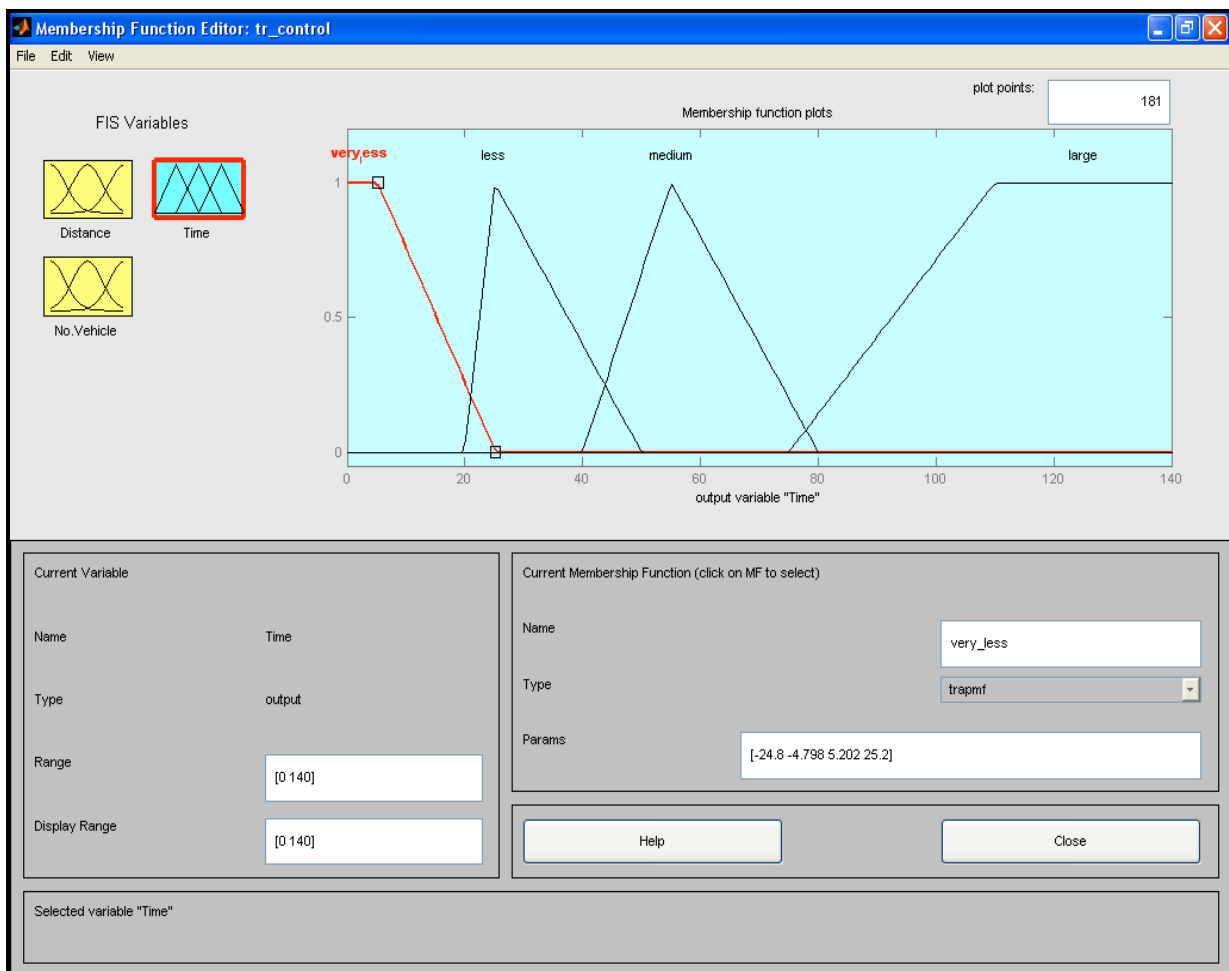 Membership Function Editor: tr_control
File Edit View
plot points:
181
FIS Variables
Membership function plots
very_less
less
medium
large
Distance
Time
No.Vehicle
1
0.5
0
0 20 40 60 80 100 120 140
output variable "Time"
Current Variable
Name Time
Type output
Range [0 140]
Display Range [0 140]
Current Membership Function (click on MF to select)
Name very_less
Type trapmf
Params [-24.8 -4.798 5.202 25.2]
Help Close
Selected variable "Time"